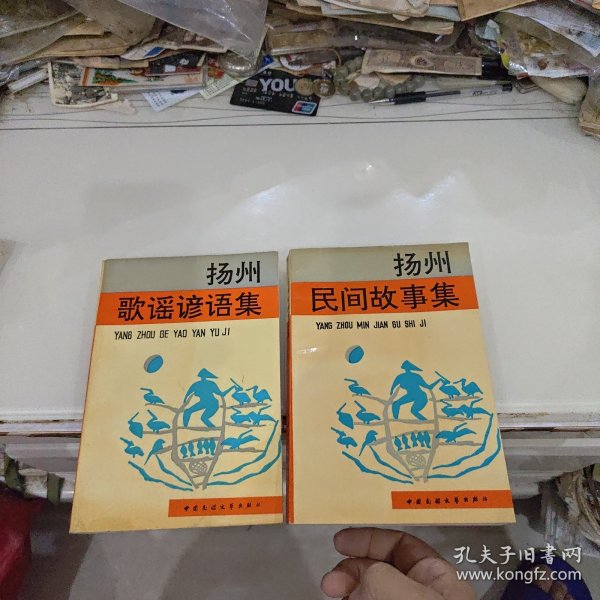 YOU
扬州
歌谣谚语集
YANG ZHOU GE YAO YAN YU JI
中国民间文艺出版社
扬州
民间故事集
YANG ZHOU MIN JIAN GU SHI JI
中国民间文艺出版社
孔夫子旧书网
www.kongfz.com